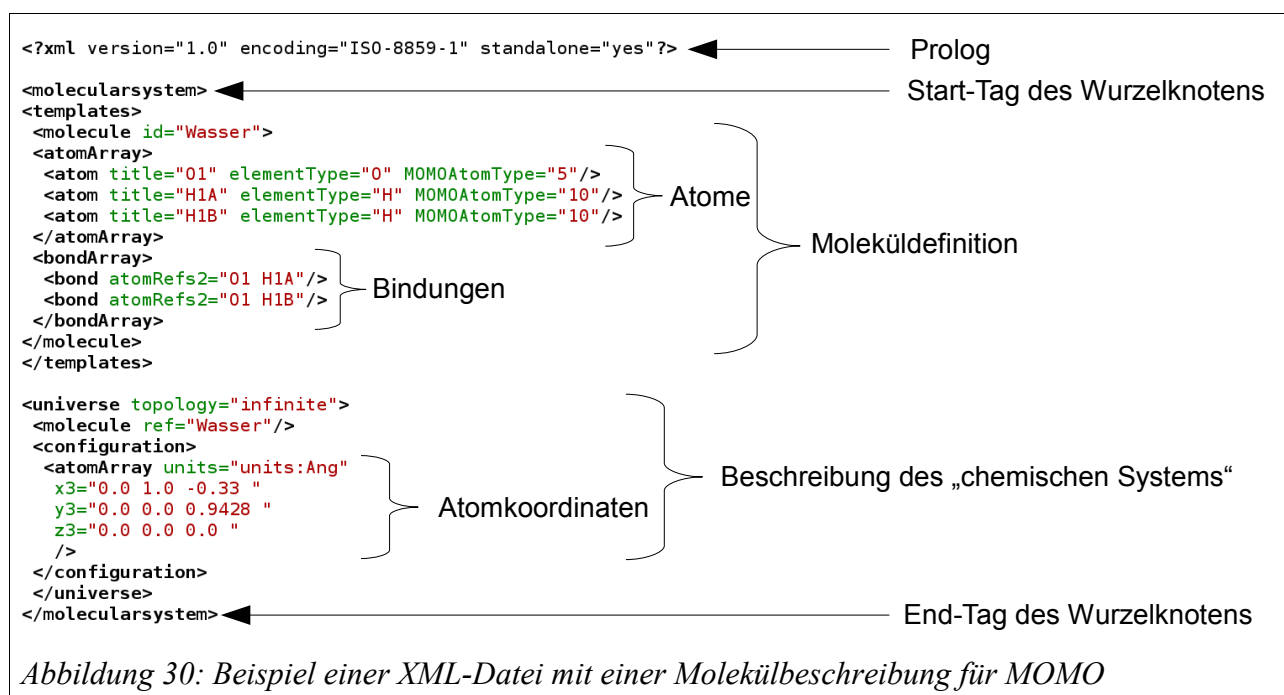 <?xml version="1.0" encoding="ISO-8859-1" standalone="yes"?> Prolog
<molecularsystem> Start-Tag des Wurzelknotens
<templates>
<molecule id="Wasser">
<atomArray>
<atom title="O1" elementType="O" MOMOAtomType="5"/>
<atom title="H1A" elementType="H" MOMOAtomType="10"/> Atome
<atom title="H1B" elementType="H" MOMOAtomType="10"/>
</atomArray> Moleküldefinition
<bondArray>
<bond atomRefs2="O1 H1A"/> Bindungen
<bond atomRefs2="O1 H1B"/>
</bondArray>
</molecule>
</templates>
<universe topology="infinite">
<molecule ref="Wasser"/>
<configuration>
<atomArray units="units:Ang" Beschreibung des „chemischen Systems“
x3="0.0 1.0 -0.33 "
y3="0.0 0.0 0.9428 " Atomkoordinaten
z3="0.0 0.0 0.0 "
/>
</configuration>
</universe>
</molecularsystem> End-Tag des Wurzelknotens
Abbildung 30: Beispiel einer XML-Datei mit einer Molekülbeschreibung für MOMO